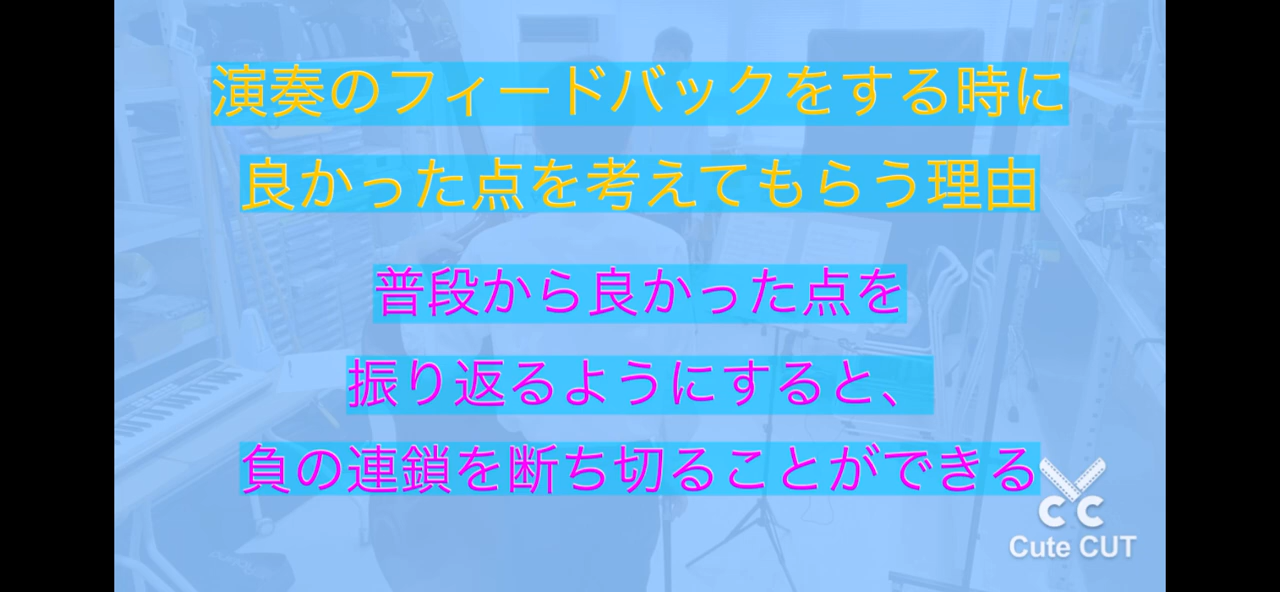 演奏のフィードバックをする時に
良かった点を考えてもらう理由
普段から良かった点を
振り返るようにすると、
負の連鎖を断ち切ることができる
CC
Cute CUT